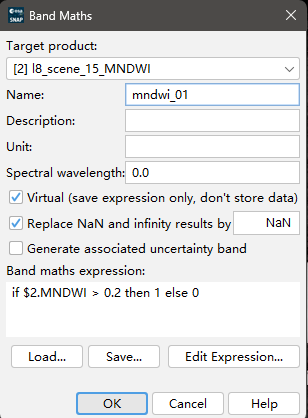 esa
SNAP
Band Maths
Target product:
[2] l8_scene_15_MNDWI
Name: mndwi_01
Description:
Unit:
Spectral wavelength: 0.0
Virtual (save expression only, don't store data)
Replace NaN and infinity results by NaN
Generate associated uncertainty band
Band maths expression:
if $2.MNDWI > 0.2 then 1 else 0
Load... Save... Edit Expression...
OK Cancel Help